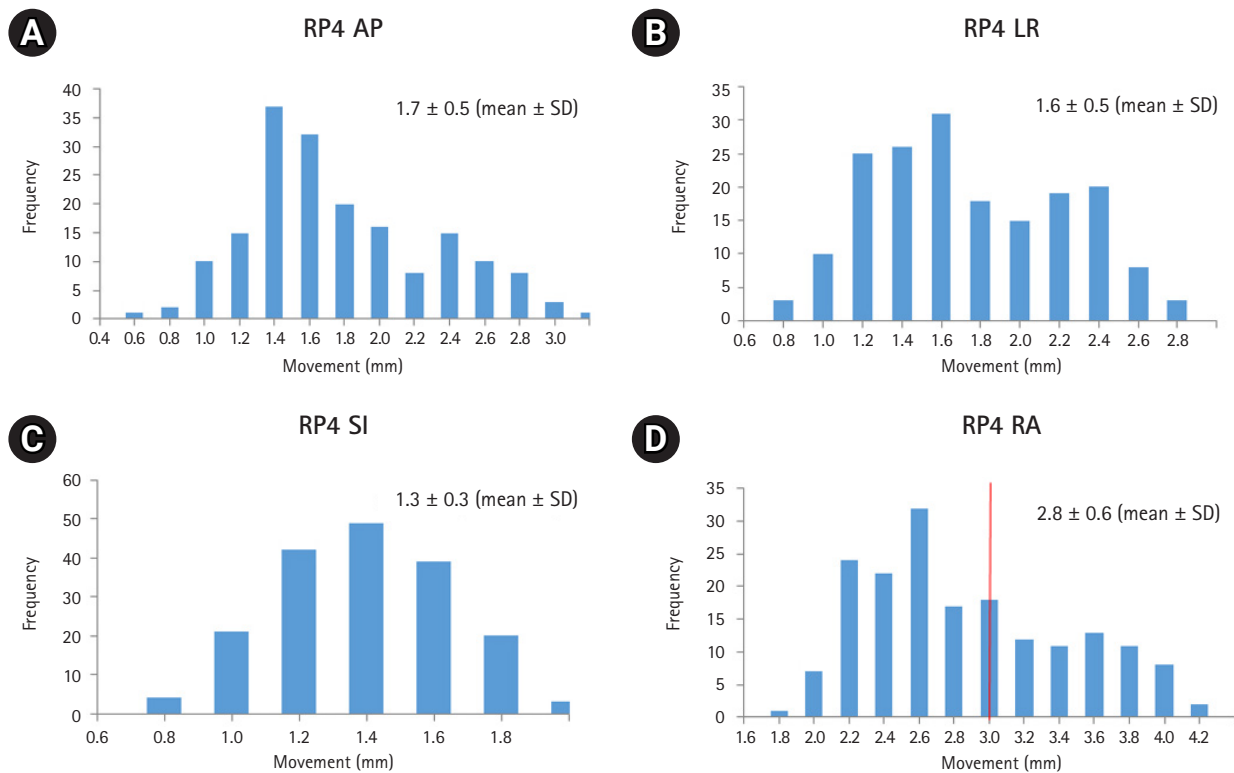 A
RP4 AP
1.7 ± 0.5 (mean ± SD)
Frequency
40
35
30
25
20
15
10
5
0
0.4 0.6 0.8 1.0 1.2 1.4 1.6 1.8 2.0 2.2 2.4 2.6 2.8 3.0
Movement (mm)
B
RP4 LR
1.6 ± 0.5 (mean ± SD)
Frequency
35
30
25
20
15
10
5
0
0.6 0.8 1.0 1.2 1.4 1.6 1.8 2.0 2.2 2.4 2.6 2.8
Movement (mm)
C
RP4 SI
1.3 ± 0.3 (mean ± SD)
Frequency
60
50
40
30
20
10
0
0.6 0.8 1.0 1.2 1.4 1.6 1.8
Movement (mm)
D
RP4 RA
2.8 ± 0.6 (mean ± SD)
Frequency
35
30
25
20
15
10
5
0
1.6 1.8 2.0 2.2 2.4 2.6 2.8 3.0 3.2 3.4 3.6 3.8 4.0 4.2
Movement (mm)